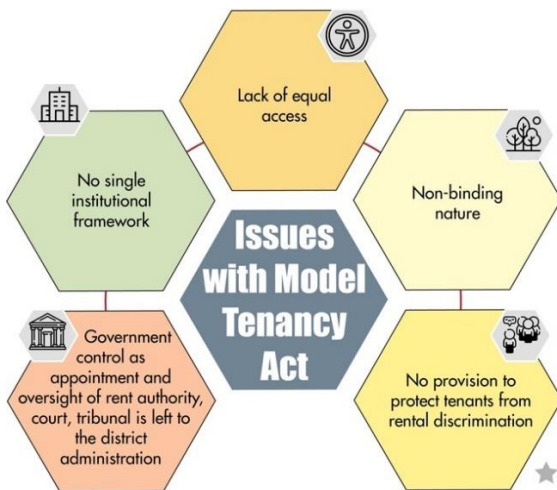 Lack of equal
access
No single
institutional
framework
Non-binding
nature
Issues
with Model
Tenancy
Act
Government
control as
appointment and
oversight of rent authority,
court, tribunal is left to
the district
administration
No provision to
protect tenants from
rental discrimination